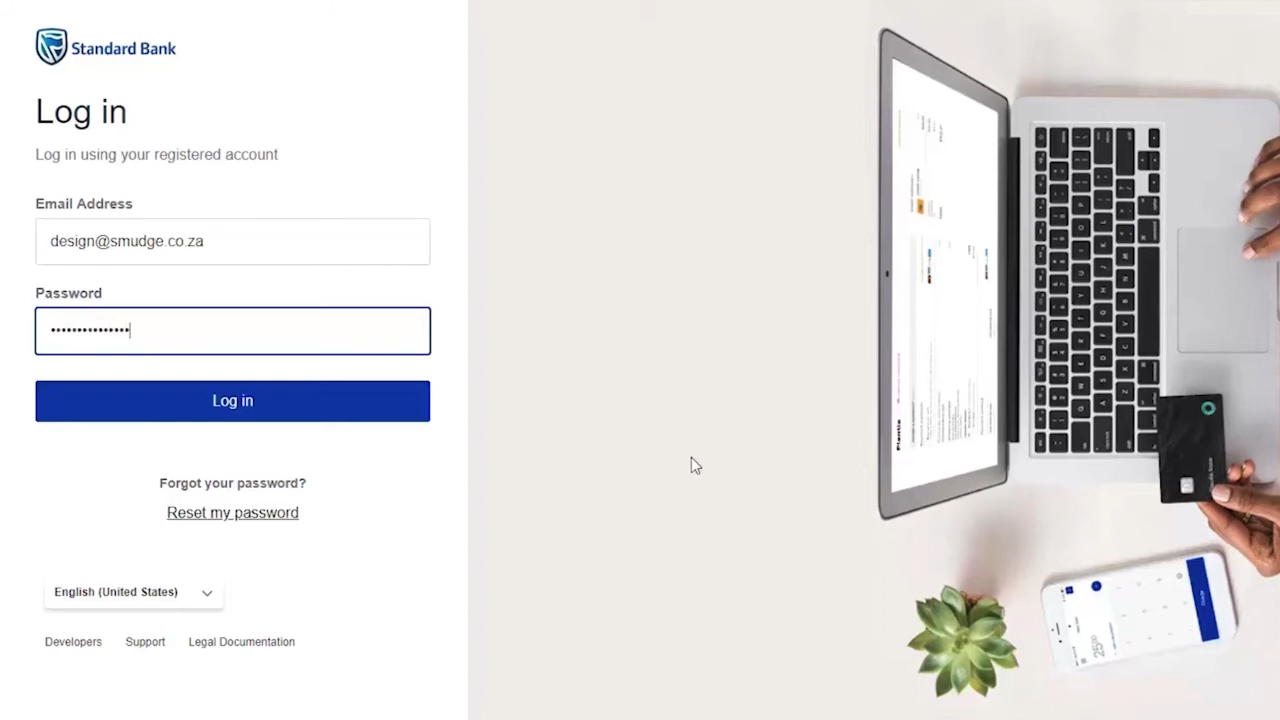 Standard Bank
Log in
Log in using your registered account
Email Address
design@smudge.co.za
Password
•••••••••••••••
Log in
Forgot your password?
Reset my password
English (United States)
Developers Support Legal Documentation